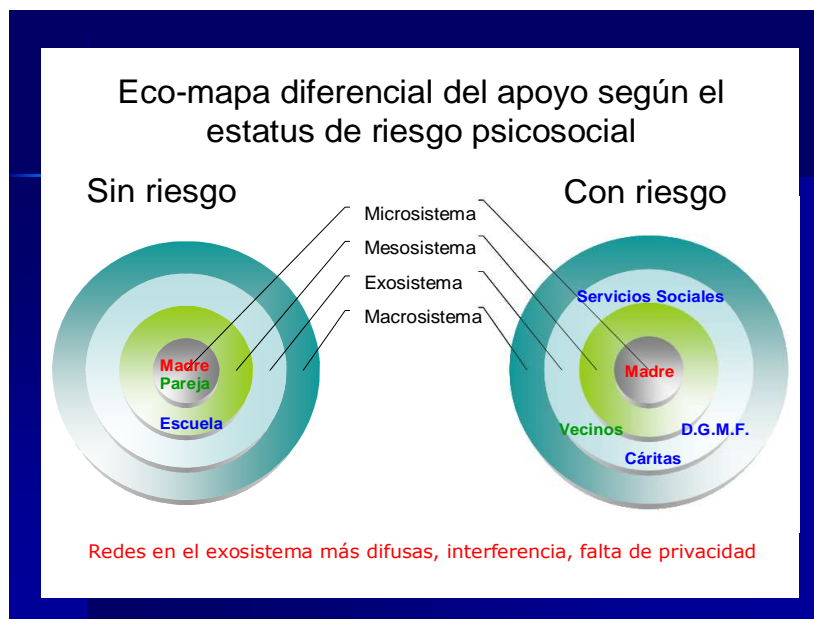 Eco-mapa diferencial del apoyo según el
estatus de riesgo psicosocial
Sin riesgo
Con riesgo
Microsistema
Mesosistema
Exosistema
Macrosistema
Madre
Pareja
Escuela
Servicios Sociales
Madre
Vecinos
D.G.M.F.
Cáritas
Redes en el exosistema más difusas, interferencia, falta de privacidad